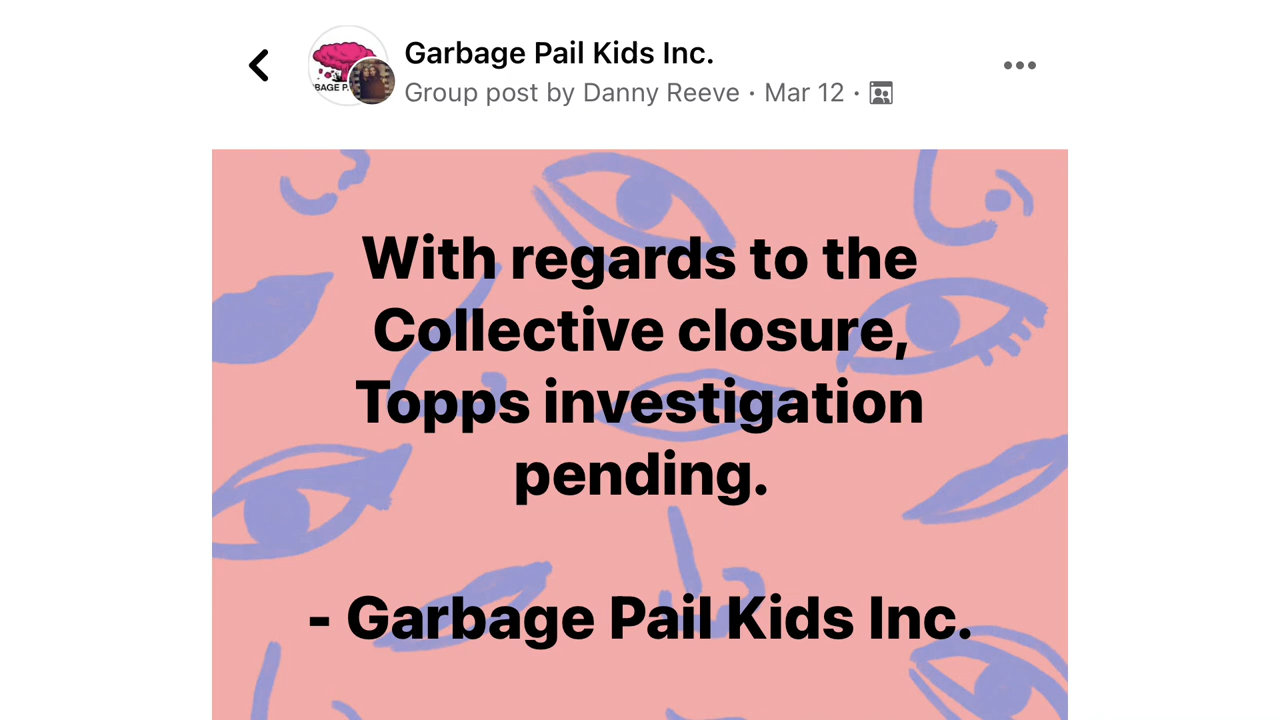 Garbage Pail Kids Inc.
BAGE P
Group post by Danny Reeve · Mar 12 ·
With regards to the
Collective closure,
Topps investigation
pending.
- Garbage Pail Kids Inc.